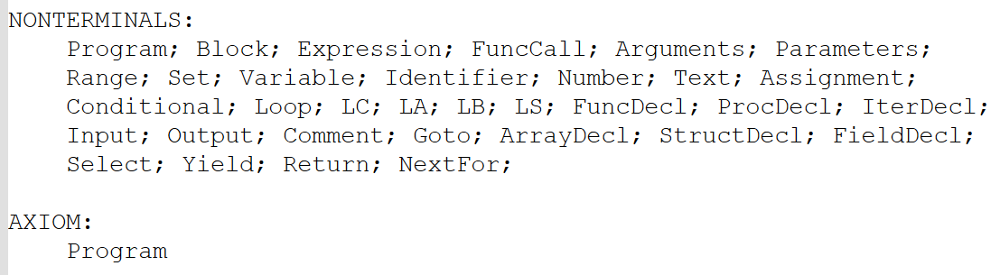 NONTERMINALS:
Program; Block; Expression; FuncCall; Arguments; Parameters;
Range; Set; Variable; Identifier; Number; Text; Assignment;
Conditional; Loop; LC; LA; LB; LS; FuncDecl; ProcDecl; IterDecl;
Input; Output; Comment; Goto; ArrayDecl; StructDecl; FieldDecl;
Select; Yield; Return; NextFor;
AXIOM:
Program